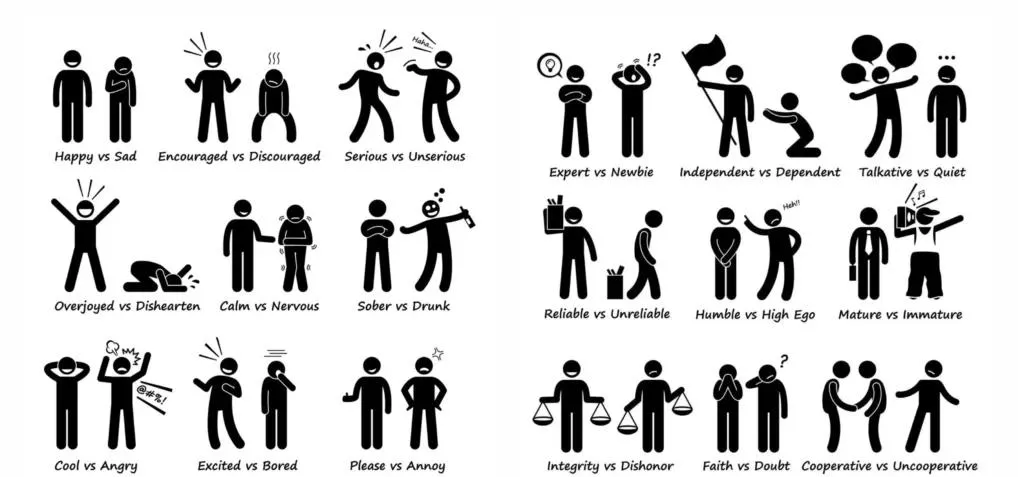 Haha...
Happy vs Sad
Encouraged vs Discouraged
Serious vs Unserious
Overjoyed vs Dishearten
Calm vs Nervous
Sober vs Drunk
@#%!
Cool vs Angry
Excited vs Bored
Please vs Annoy
!?
...
Expert vs Newbie
Independent vs Dependent
Talkative vs Quiet
Heh!!
Reliable vs Unreliable
Humble vs High Ego
Mature vs Immature
?
Integrity vs Dishonor
Faith vs Doubt
Cooperative vs Uncooperative